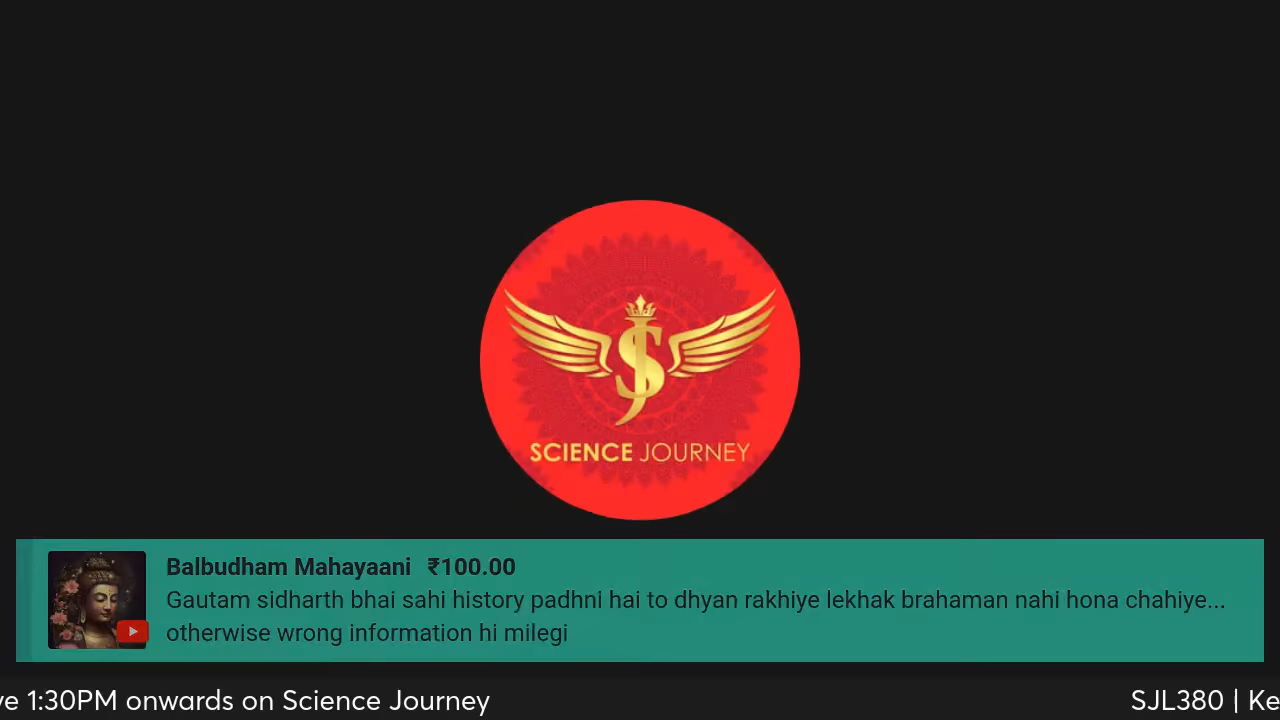 SCIENCE JOURNEY
Balbudham Mahayaani ₹100.00
Gautam sidharth bhai sahi history padhni hai to dhyan rakhiye lekhak brahaman nahi hona chahiye...
otherwise wrong information hi milegi
1:30PM onwards on Science Journey
SJL380 |